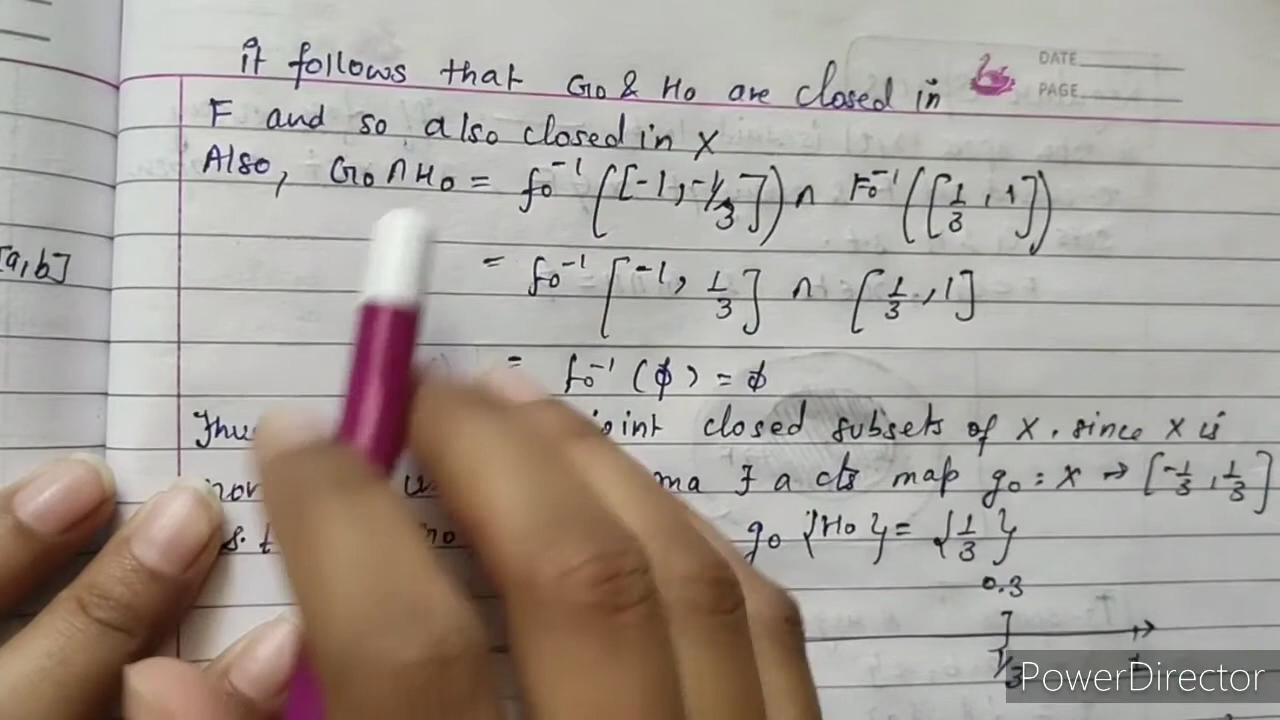 DATE
PAGE
it follows that G0 & H0 are closed in
F and so also closed in X
Also, G0 ∩ H0 = f0^-1 ([-1, -1/3]) ∩ F0^-1 ([1/3, 1])
[a,b]
= f0^-1 [-1, 1/3] ∩ [1/3, 1]
= f0^-1 (φ) = φ
closed subsets of X. since X is
∃ a cts map g0 : X → [-1/3, 1/3]
s.t g0 {H0} = {1/3}
0.3
]
1/3 1
PowerDirector